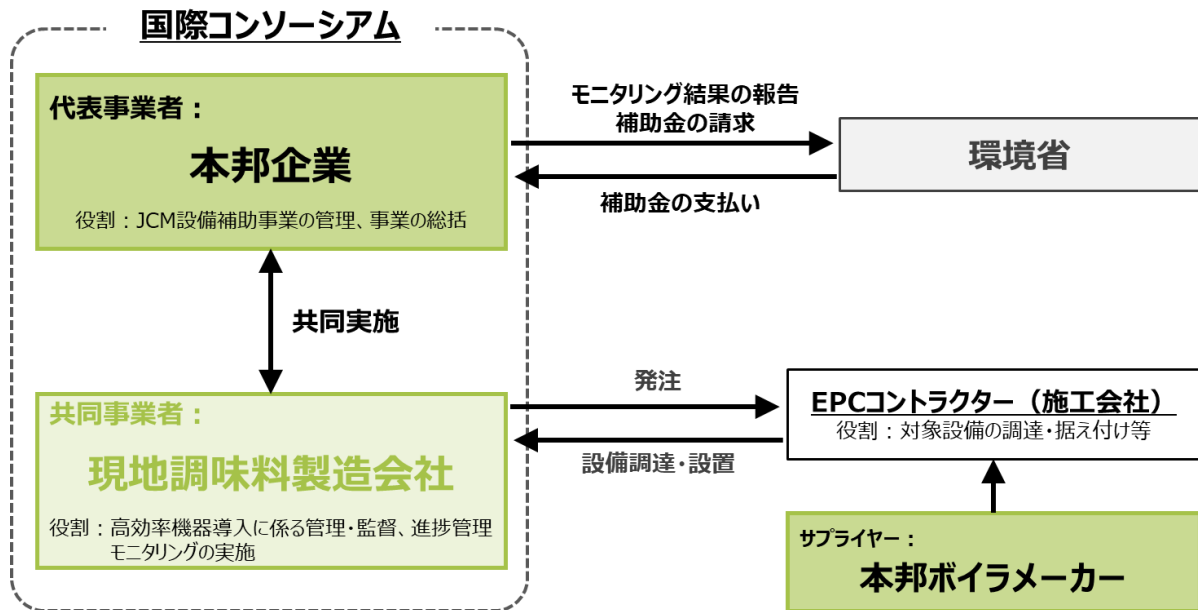 国際コンソーシアム
代表事業者：
本邦企業
役割：JCM設備補助事業の管理、事業の総括
モニタリング結果の報告
補助金の請求
補助金の支払い
環境省
共同実施
共同事業者：
現地調味料製造会社
役割：高効率機器導入に係る管理・監督、進捗管理
モニタリングの実施
発注
設備調達・設置
EPCコントラクター（施工会社）
役割：対象設備の調達・据え付け等
サプライヤー：
本邦ボイラメーカー